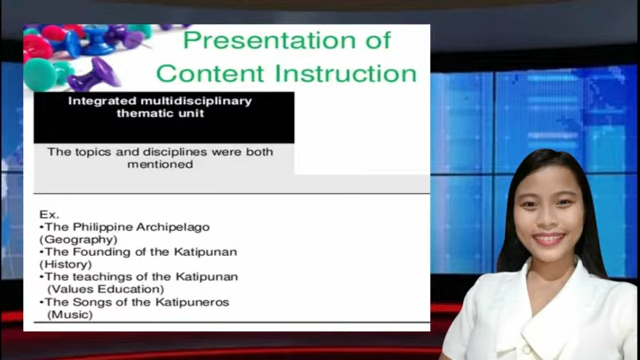 Presentation of
Content Instruction
Integrated multidisciplinary
thematic unit
The topics and disciplines were both
mentioned
Ex.
•The Philippine Archipelago
(Geography)
•The Founding of the Katipunan
(History)
•The teachings of the Katipunan
(Values Education)
•The Songs of the Katipuneros
(Music)